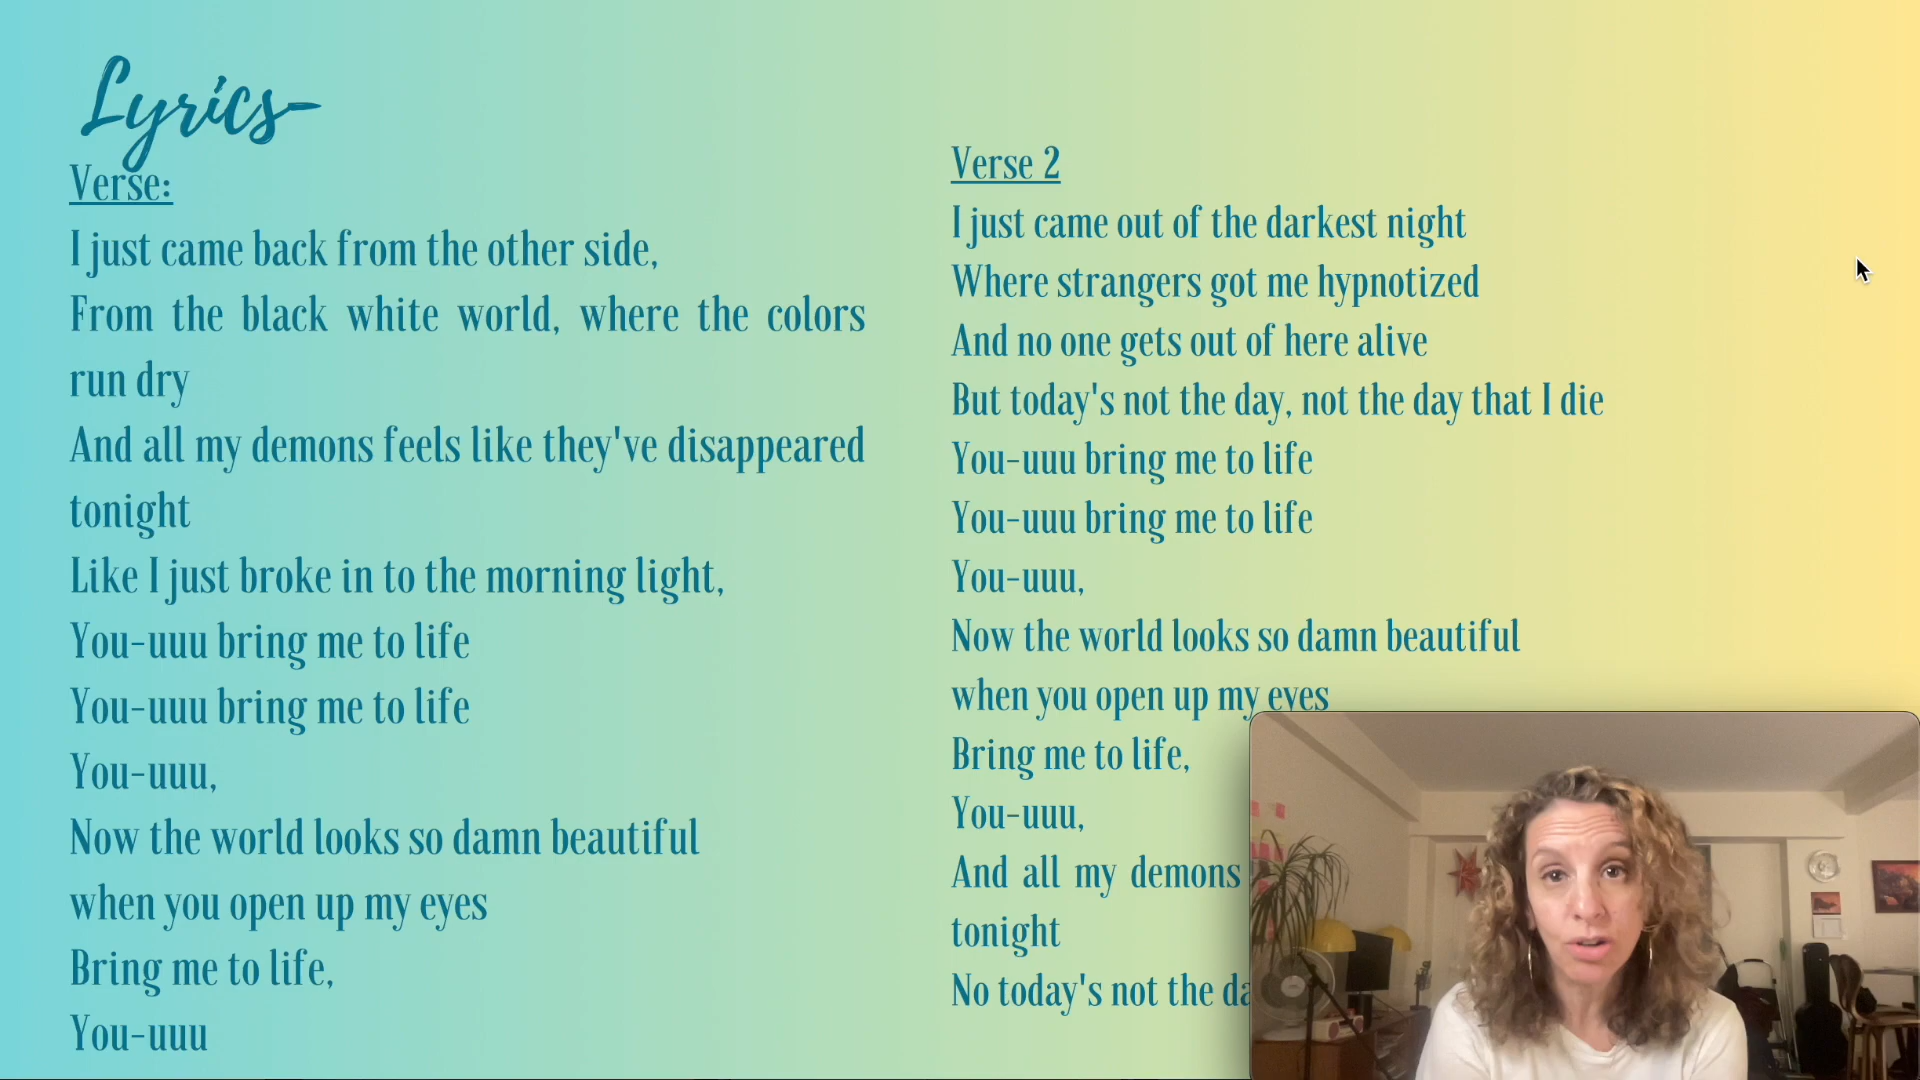 Lyrics-
Verse:
I just came back from the other side,
From the black white world, where the colors
run dry
And all my demons feels like they've disappeared
tonight
Like I just broke in to the morning light,
You-uuu bring me to life
You-uuu bring me to life
You-uuu,
Now the world looks so damn beautiful
when you open up my eyes
Bring me to life,
You-uuu
Verse 2
I just came out of the darkest night
Where strangers got me hypnotized
And no one gets out of here alive
But today's not the day, not the day that I die
You-uuu bring me to life
You-uuu bring me to life
You-uuu,
Now the world looks so damn beautiful
when you open up my eyes
Bring me to life,
You-uuu,
And all my demons
tonight
No today's not the